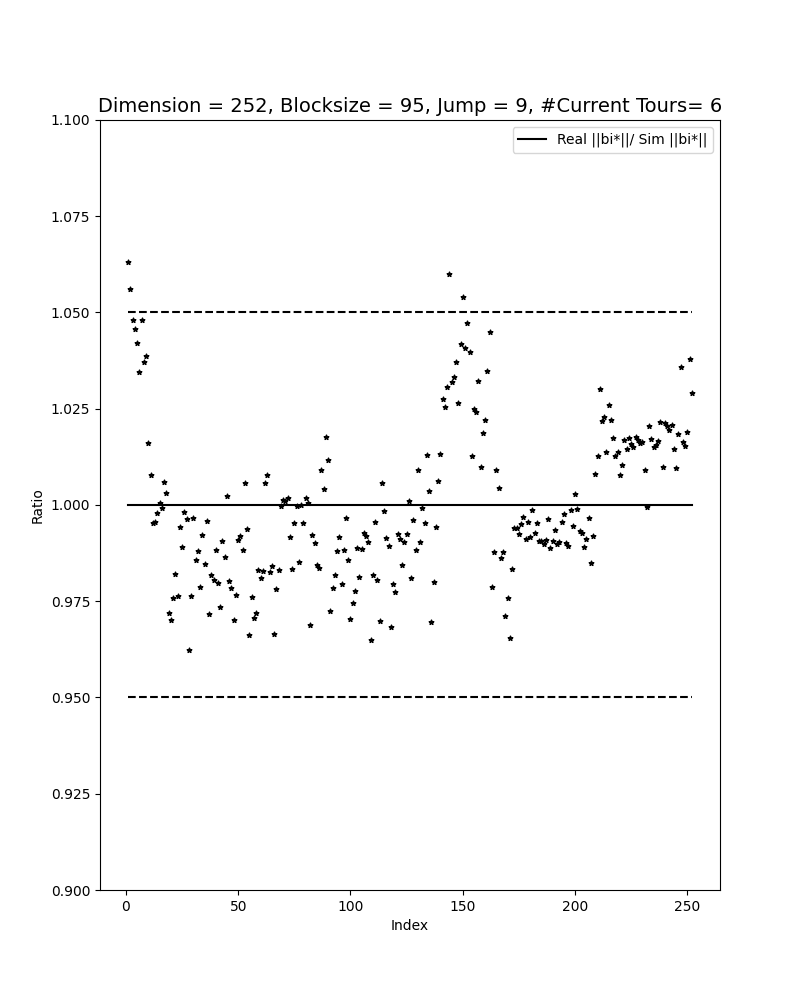 Dimension = 252, Blocksize = 95, Jump = 9, #Current Tours= 6
1.100
Real ||bi*||/ Sim ||bi*||
1.075
1.050
1.025
1.000
0.975
0.950
0.925
0.900
Ratio
0 50 100 150 200 250
Index